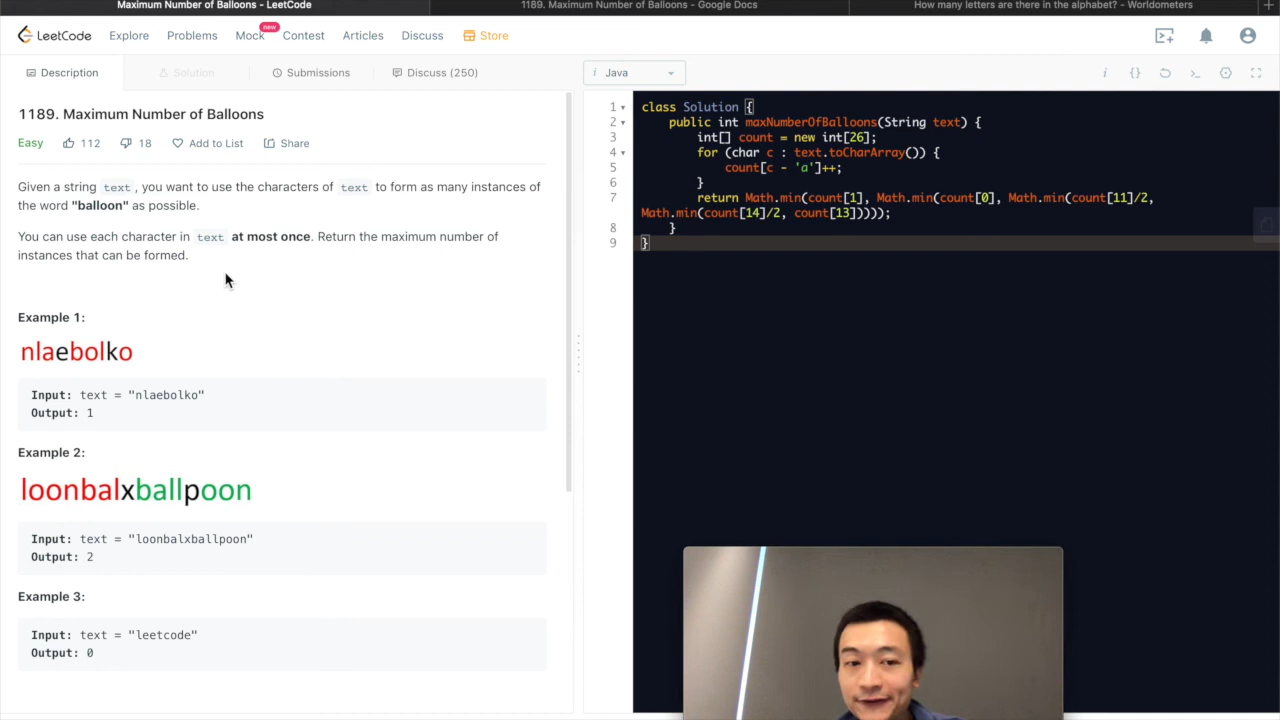 Maximum Number of Balloons - LeetCode
1189. Maximum Number of Balloons - Google Docs
How many letters are there in the alphabet? - Worldometers
LeetCode
Explore
Problems
Mock
new
Contest
Articles
Discuss
Store
Description
Solution
Submissions
Discuss (250)
i Java
1189. Maximum Number of Balloons
Easy
112
18
Add to List
Share
Given a string text , you want to use the characters of text to form as many instances of
the word "balloon" as possible.
You can use each character in text at most once. Return the maximum number of
instances that can be formed.
Example 1:
nlaebolko
Input: text = "nlaebolko"
Output: 1
Example 2:
loonbalxballpoon
Input: text = "loonbalxballpoon"
Output: 2
Example 3:
Input: text = "leetcode"
Output: 0
1 class Solution {
2 public int maxNumberOfBalloons(String text) {
3 int[] count = new int[26];
4 for (char c : text.toCharArray()) {
5 count[c - 'a']++;
6 }
7 return Math.min(count[1], Math.min(count[0], Math.min(count[11]/2,
Math.min(count[14]/2, count[13]))));
8 }
9 }